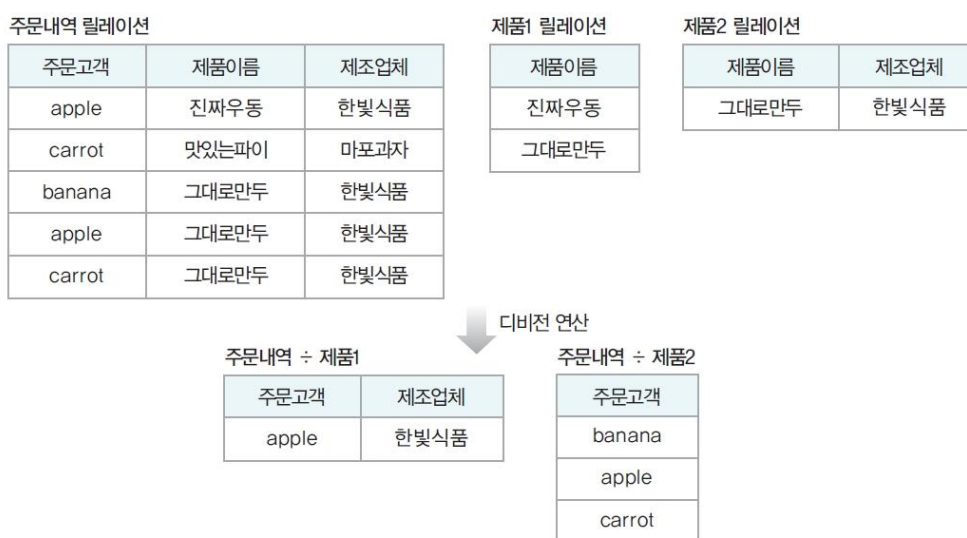 주문내역 릴레이션
주문고객 제품이름 제조업체
apple 진짜우동 한빛식품
carrot 맛있는파이 마포과자
banana 그대로만두 한빛식품
apple 그대로만두 한빛식품
carrot 그대로만두 한빛식품
제품1 릴레이션
제품이름
진짜우동
그대로만두
제품2 릴레이션
제품이름 제조업체
그대로만두 한빛식품
디비전 연산
주문내역 ÷ 제품1
주문고객 제조업체
apple 한빛식품
주문내역 ÷ 제품2
주문고객
banana
apple
carrot